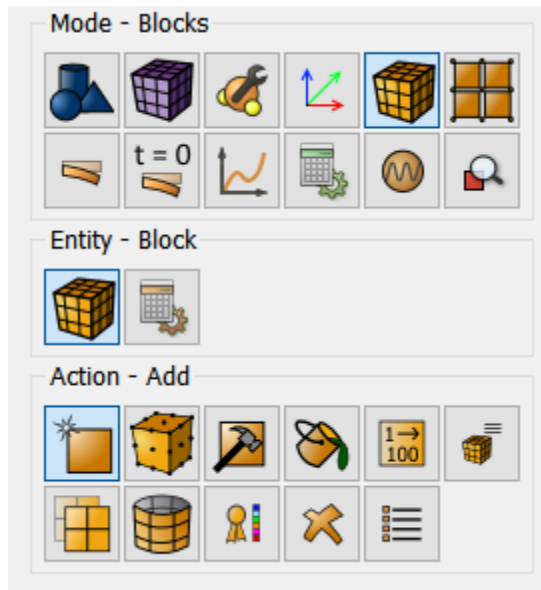 Mode - Blocks
t = 0
Entity - Block
Action - Add
1→
100